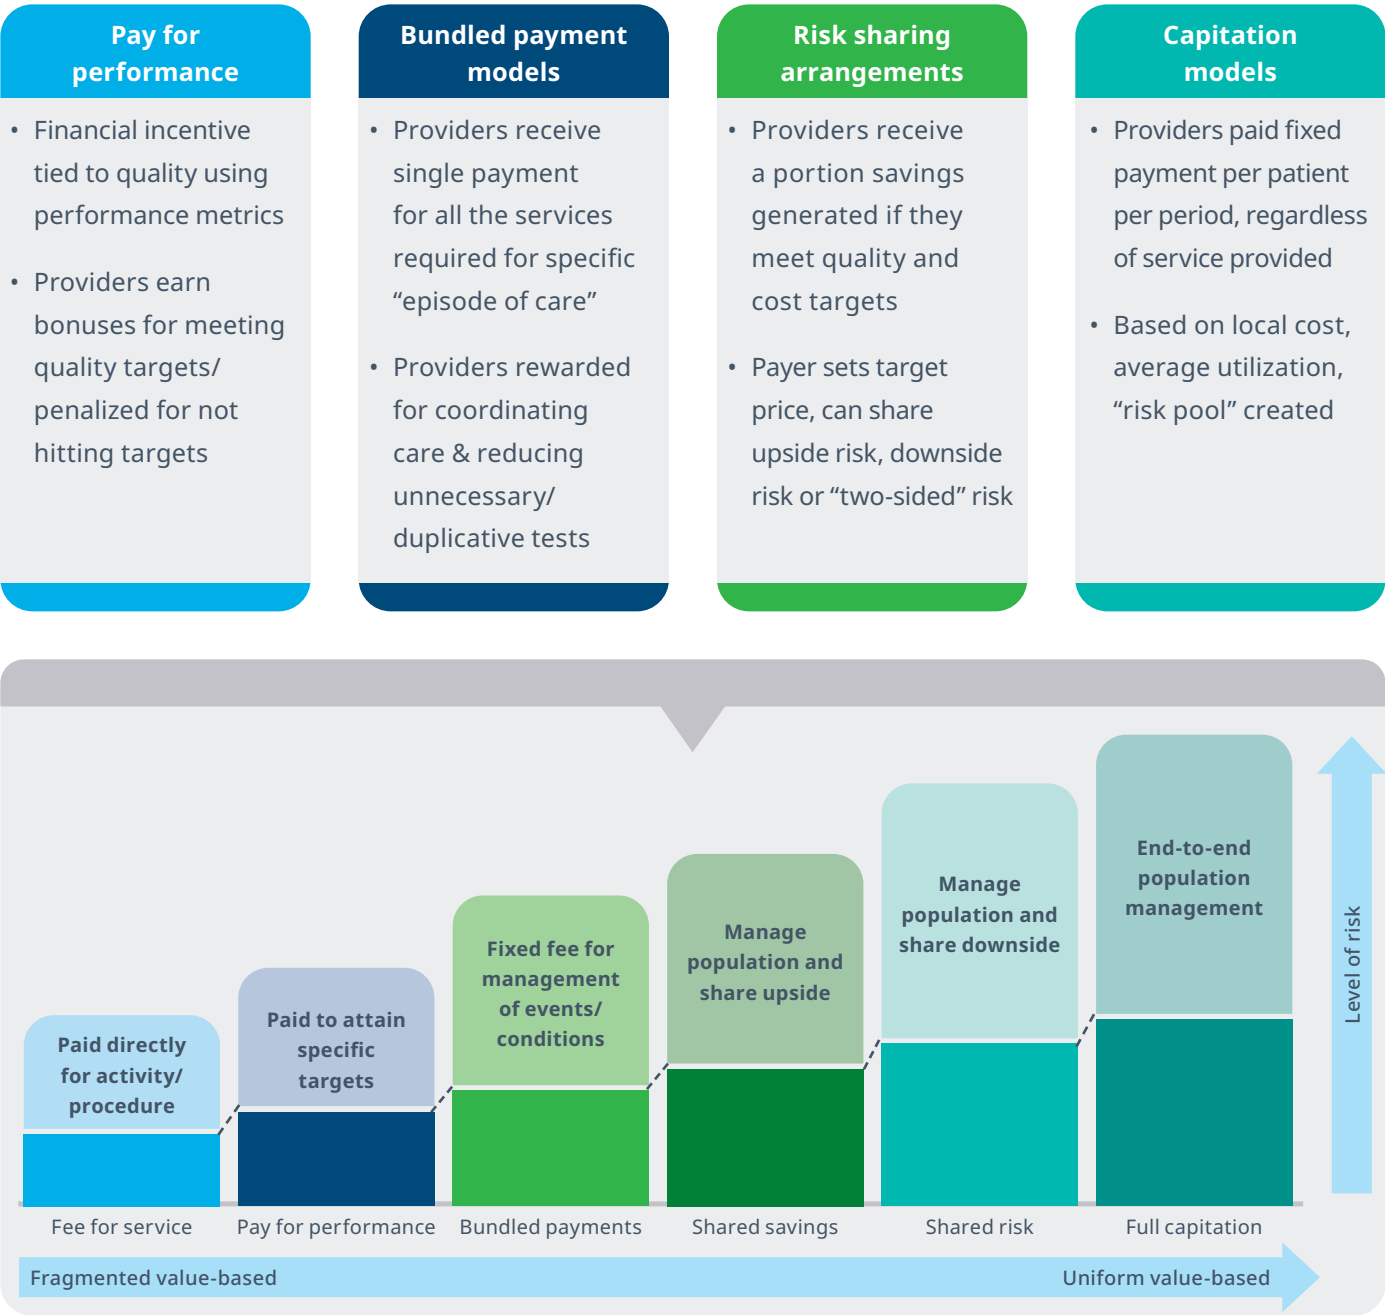 Pay for
performance
• Financial incentive
tied to quality using
performance metrics
• Providers earn
bonuses for meeting
quality targets/
penalized for not
hitting targets
Bundled payment
models
• Providers receive
single payment
for all the services
required for specific
“episode of care”
• Providers rewarded
for coordinating
care & reducing
unnecessary/
duplicative tests
Risk sharing
arrangements
• Providers receive
a portion savings
generated if they
meet quality and
cost targets
• Payer sets target
price, can share
upside risk, downside
risk or “two-sided” risk
Capitation
models
• Providers paid fixed
payment per patient
per period, regardless
of service provided
• Based on local cost,
average utilization,
“risk pool” created
Paid directly
for activity/
procedure
Paid to attain
specific
targets
Fixed fee for
management
of events/
conditions
Manage
population and
share upside
Manage
population and
share downside
End-to-end
population
management
Level of risk
Fee for service
Pay for performance
Bundled payments
Shared savings
Shared risk
Full capitation
Fragmented value-based
Uniform value-based